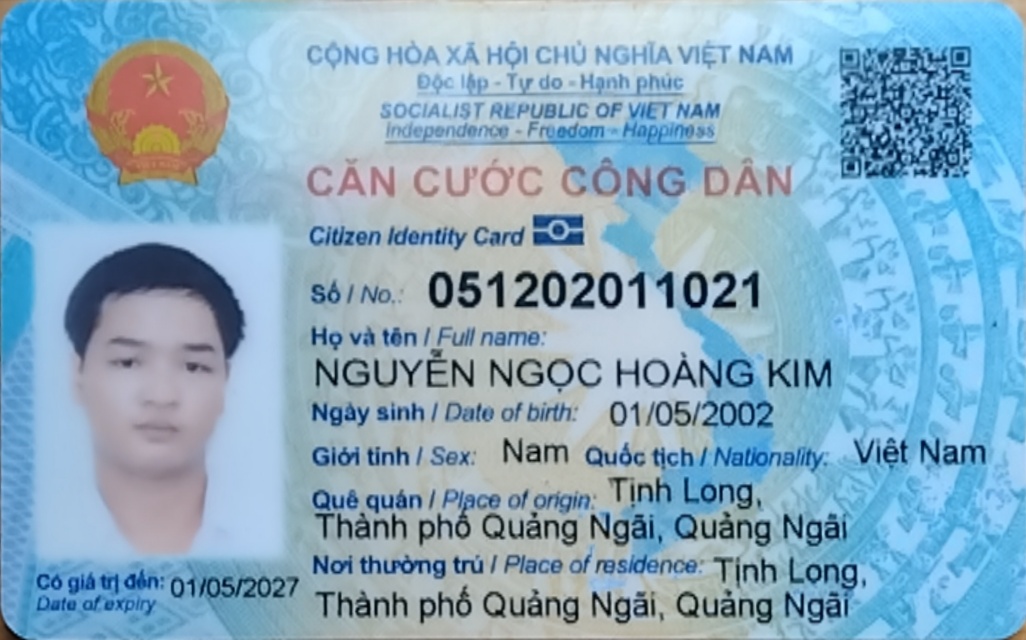 CỘNG HÒA XÃ HỘI CHỦ NGHĨA VIỆT NAM
Độc lập - Tự do - Hạnh phúc
SOCIALIST REPUBLIC OF VIET NAM
Independence - Freedom - Happiness
CĂN CƯỚC CÔNG DÂN
Citizen Identity Card
Số / No.: 051202011021
Họ và tên / Full name:
NGUYỄN NGỌC HOÀNG KIM
Ngày sinh / Date of birth: 01/05/2002
Giới tính / Sex: Nam Quốc tịch / Nationality: Việt Nam
Quê quán / Place of origin: Tịnh Long,
Thành phố Quảng Ngãi, Quảng Ngãi
Nơi thường trú / Place of residence: Tịnh Long,
Thành phố Quảng Ngãi, Quảng Ngãi
Có giá trị đến: 01/05/2027
Date of expiry